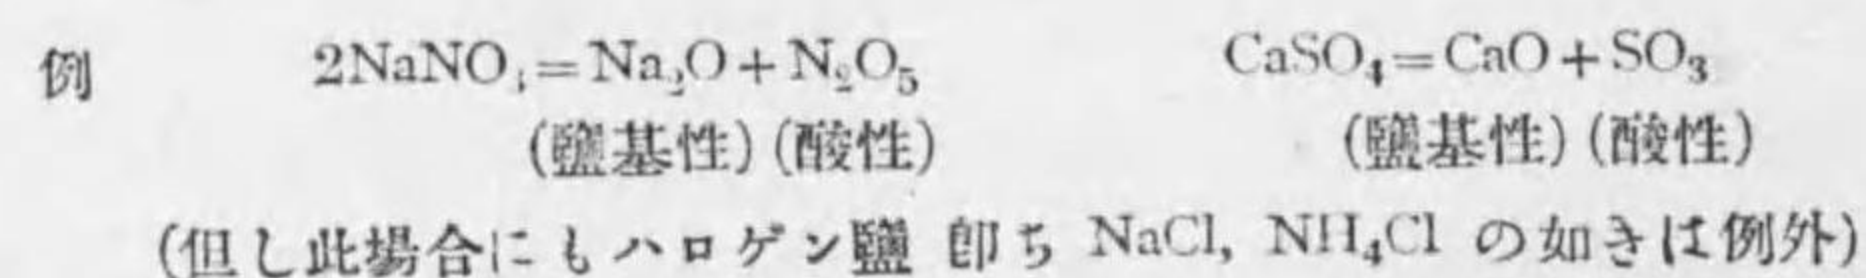 例 2NaNO₃=Na₂O+N₂O₅ CaSO₄=CaO+SO₃
(鹽基性)(酸性) (鹽基性)(酸性)
(但し此場合にもハロゲン鹽 卽ち NaCl, NH₄Cl の如きは例外)